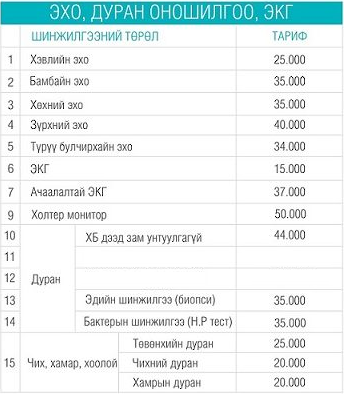 ЭХО, ДУРАН ОНОШИЛГОО, ЭКГ
ШИНЖИЛГЭЭНИЙ ТӨРӨЛ ТАРИФ
1 Хэвлийн эхо 25.000
2 Бамбайн эхо 35.000
3 Хөхний эхо 35.000
4 Зүрхний эхо 40.000
5 Түрүү булчирхайн эхо 34.000
6 ЭКГ 15.000
7 Ачаалалтай ЭКГ 37.000
9 Холтер монитор 50.000
10 ХБ дээд зам унтуулгагүй 44.000
11
12 Дуран
13 Эдийн шинжилгээ (биопси) 35.000
14 Бактерын шинжилгээ (H.P тест) 35.000
Төвөнхийн дуран 25.000
15 Чих, хамар, хоолой Чихний дуран 20.000
Хамрын дуран 20.000